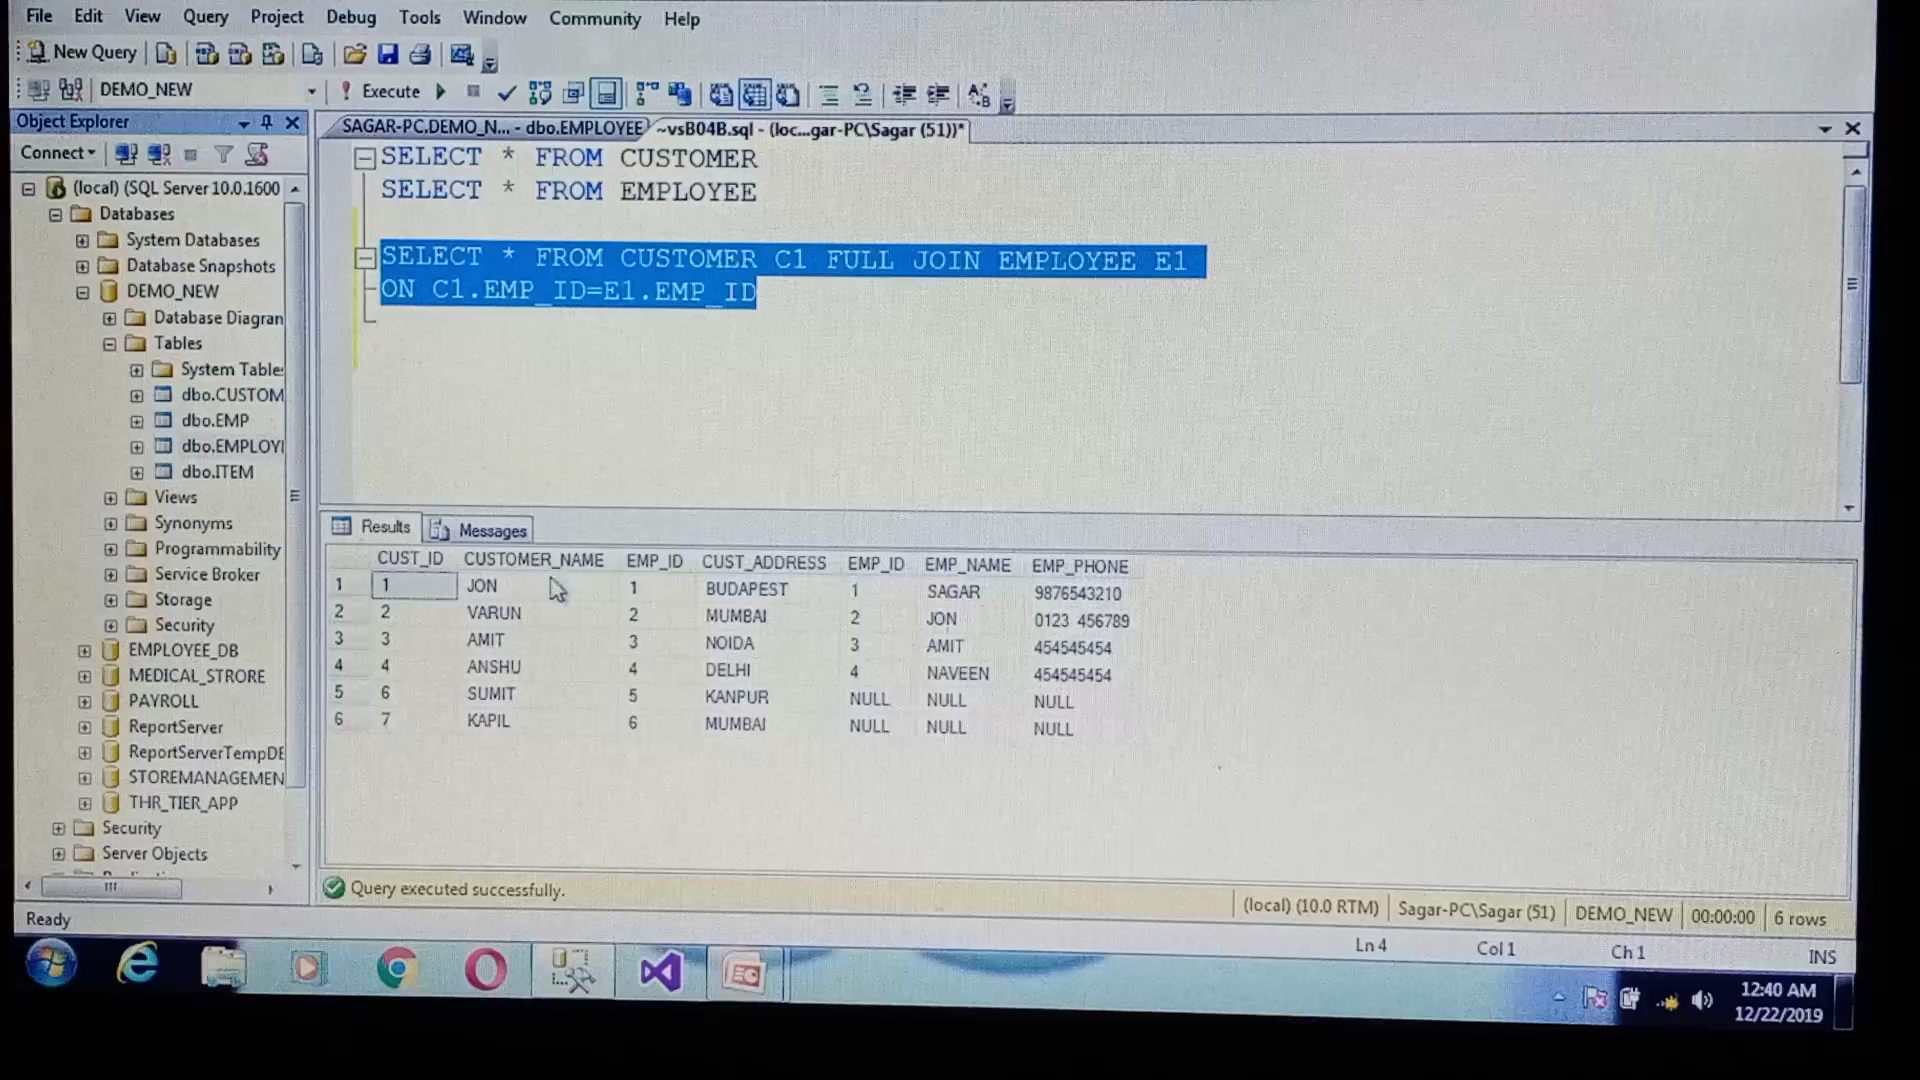 File Edit View Query Project Debug Tools Window Community Help
New Query
DEMO_NEW Execute
Object Explorer
Connect
(local) (SQL Server 10.0.1600
Databases
System Databases
Database Snapshots
DEMO_NEW
Database Diagran
Tables
System Table
dbo.CUSTOM
dbo.EMP
dbo.EMPLOYI
dbo.ITEM
Views
Synonyms
Programmability
Service Broker
Storage
Security
EMPLOYEE_DB
MEDICAL_STRORE
PAYROLL
ReportServer
ReportServerTempDE
STOREMANAGEMEN
THR_TIER_APP
Security
Server Objects
SAGAR-PC.DEMO_N... - dbo.EMPLOYEE ~vsB04B.sql - (loc...gar-PC\Sagar (51))*
SELECT * FROM CUSTOMER
SELECT * FROM EMPLOYEE
SELECT * FROM CUSTOMER C1 FULL JOIN EMPLOYEE E1
ON C1.EMP_ID=E1.EMP_ID
Results Messages
CUST_ID CUSTOMER_NAME EMP_ID CUST_ADDRESS EMP_ID EMP_NAME EMP_PHONE
1 1 JON 1 BUDAPEST 1 SAGAR 9876543210
2 2 VARUN 2 MUMBAI 2 JON 0123 456789
3 3 AMIT 3 NOIDA 3 AMIT 454545454
4 4 ANSHU 4 DELHI 4 NAVEEN 454545454
5 6 SUMIT 5 KANPUR NULL NULL NULL
6 7 KAPIL 6 MUMBAI NULL NULL NULL
Query executed successfully.
(local) (10.0 RTM) Sagar-PC\Sagar (51) DEMO_NEW 00:00:00 6 rows
Ready Ln 4 Col 1 Ch 1 INS
12:40 AM
12/22/2019